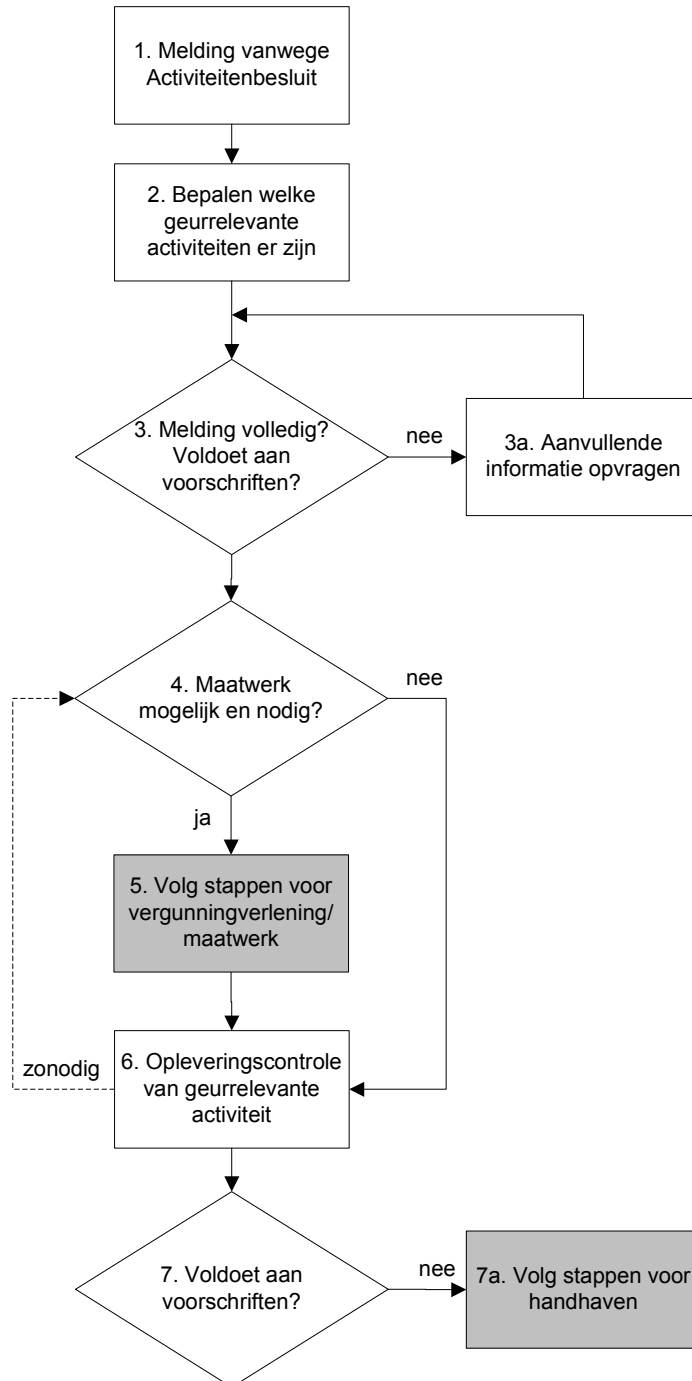 1. Melding vanwege
Activiteitenbesluit
2. Bepalen welke
geurrelevante
activiteiten er zijn
3. Melding volledig?
Voldoet aan
voorschriften?
nee
3a. Aanvullende
informatie opvragen
4. Maatwerk
mogelijk en nodig?
nee
ja
5. Volg stappen voor
vergunningverlening/
maatwerk
zonodig
6. Opleveringscontrole
van geurrelevante
activiteit
7. Voldoet aan
voorschriften?
nee
7a. Volg stappen voor
handhaven